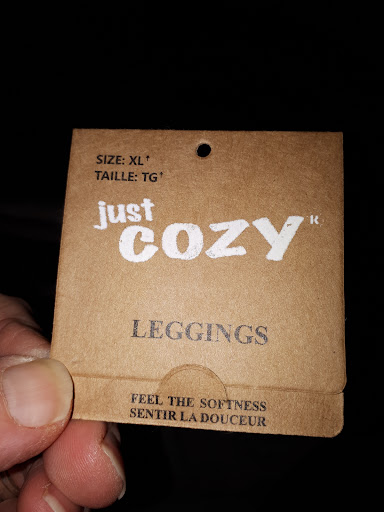 SIZE: XL†
TAILLE: TG†
just
COZY®
LEGGINGS
FEEL THE SOFTNESS
SENTIR LA DOUCEUR